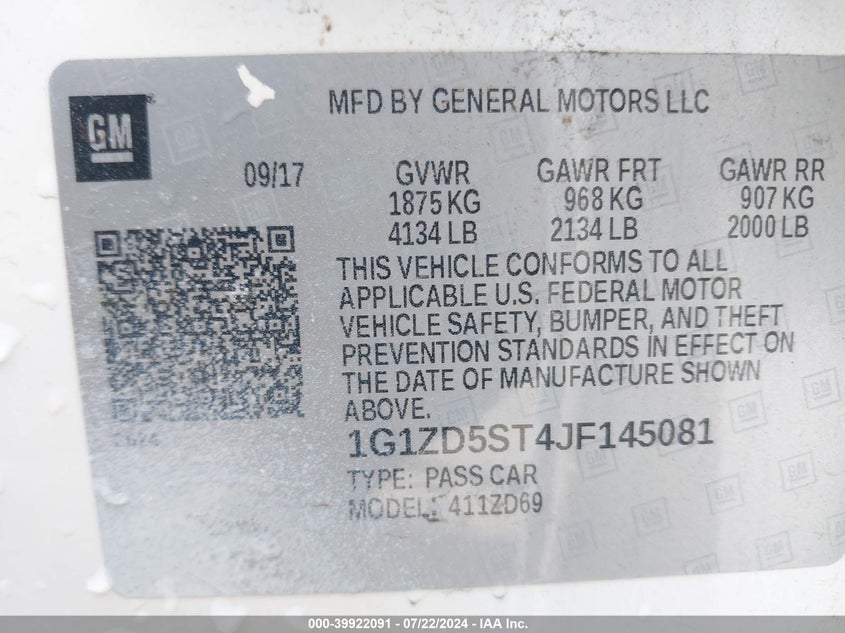 GM
MFD BY GENERAL MOTORS LLC
09/17 GVWR GAWR FRT GAWR RR
1875 KG 968 KG 907 KG
4134 LB 2134 LB 2000 LB
THIS VEHICLE CONFORMS TO ALL
APPLICABLE U.S. FEDERAL MOTOR
VEHICLE SAFETY, BUMPER, AND THEFT
PREVENTION STANDARDS IN EFFECT ON
THE DATE OF MANUFACTURE SHOWN
ABOVE.
1G1ZD5ST4JF145081
TYPE: PASS CAR
MODEL: 411ZD69
000-39922091 - 07/22/2024 - IAA